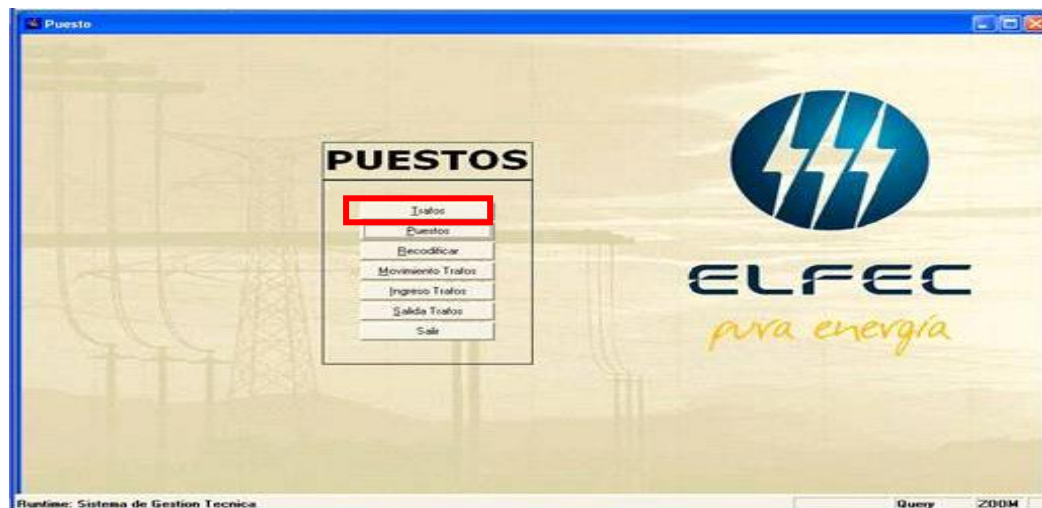 Puesto
PUESTOS
Trafos
Puestos
Recodificar
Movimiento Trafos
Ingreso Trafos
Salida Trafos
Salir
ELFEC
pura energía
Runtime: Sistema de Gestion Tecnica
Query
ZOOM